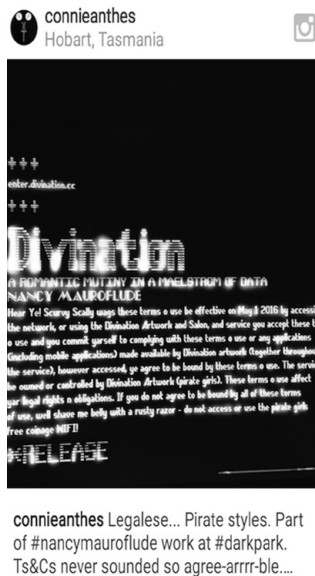 connieanthes
Hobart, Tasmania
+++
enter.divination.cc
+++
Divination
A ROMANTIC MUTINY IN A MAELSTROM OF DATA
NANCY MAUROFLUDE
Hear Ye! Scurvy Scally wags these terms o use be effective on May 1 2016 by accessi
the network, or using the Divination Artwork and Salon, and service you accept these t
o use and you commit yarself to complying with these terms o use or any applications
(including mobile applications) made available by Divination artwork (together throughou
the service), however accessed, ye agree to be bound by these terms o use. The servi
be owned or controlled by Divination Artwork (pirate girls). These terms o use affect
yar legal rights n obligations. If you do not agree to be bound by all of these terms
of use, well shave me belly with a rusty razor - do not access or use the pirate girls
free coinage WIFI!
*RELEASE
connieanthes Legalese... Pirate styles. Part
of #nancymauroflude work at #darkpark.
Ts&Cs never sounded so agree-arrrr-ble....